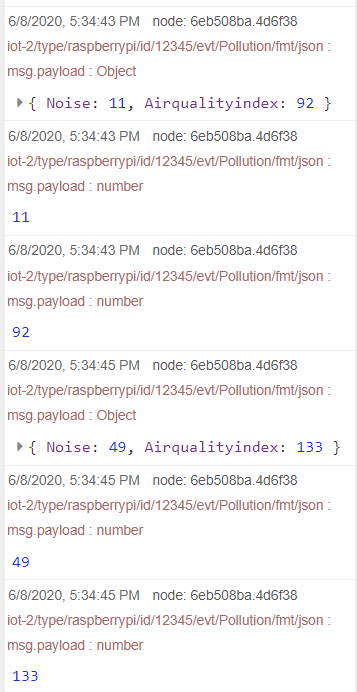 6/8/2020, 5:34:43 PM node: 6eb508ba.4d6f38
iot-2/type/raspberrypi/id/12345/evt/Pollution/fmt/json :
msg.payload : Object
{ Noise: 11, Airqualityindex: 92 }
6/8/2020, 5:34:43 PM node: 6eb508ba.4d6f38
iot-2/type/raspberrypi/id/12345/evt/Pollution/fmt/json :
msg.payload : number
11
6/8/2020, 5:34:43 PM node: 6eb508ba.4d6f38
iot-2/type/raspberrypi/id/12345/evt/Pollution/fmt/json :
msg.payload : number
92
6/8/2020, 5:34:45 PM node: 6eb508ba.4d6f38
iot-2/type/raspberrypi/id/12345/evt/Pollution/fmt/json :
msg.payload : Object
{ Noise: 49, Airqualityindex: 133 }
6/8/2020, 5:34:45 PM node: 6eb508ba.4d6f38
iot-2/type/raspberrypi/id/12345/evt/Pollution/fmt/json :
msg.payload : number
49
6/8/2020, 5:34:45 PM node: 6eb508ba.4d6f38
iot-2/type/raspberrypi/id/12345/evt/Pollution/fmt/json :
msg.payload : number
133